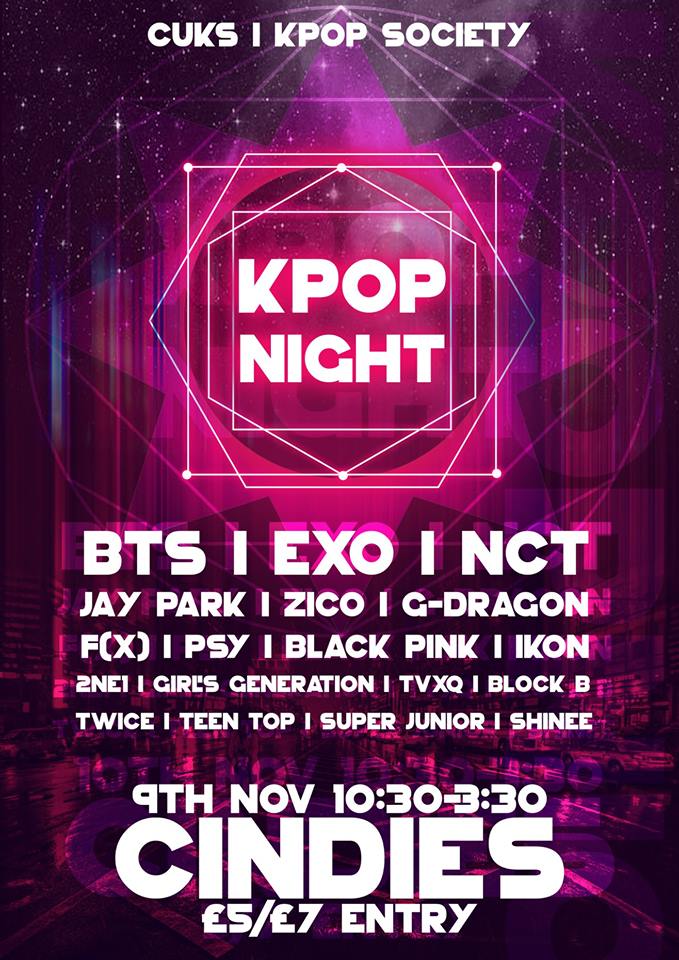 CUKS | KPOP SOCIETY
KPOP
NIGHT
BTS | EXO | NCT
JAY PARK | ZICO | G-DRAGON
F(X) | PSY | BLACK PINK | IKON
2NE1 | GIRL'S GENERATION | TVXQ | BLOCK B
TWICE | TEEN TOP | SUPER JUNIOR | SHINEE
9TH NOV 10:30-3:30
CINDIES
£5/£7 ENTRY